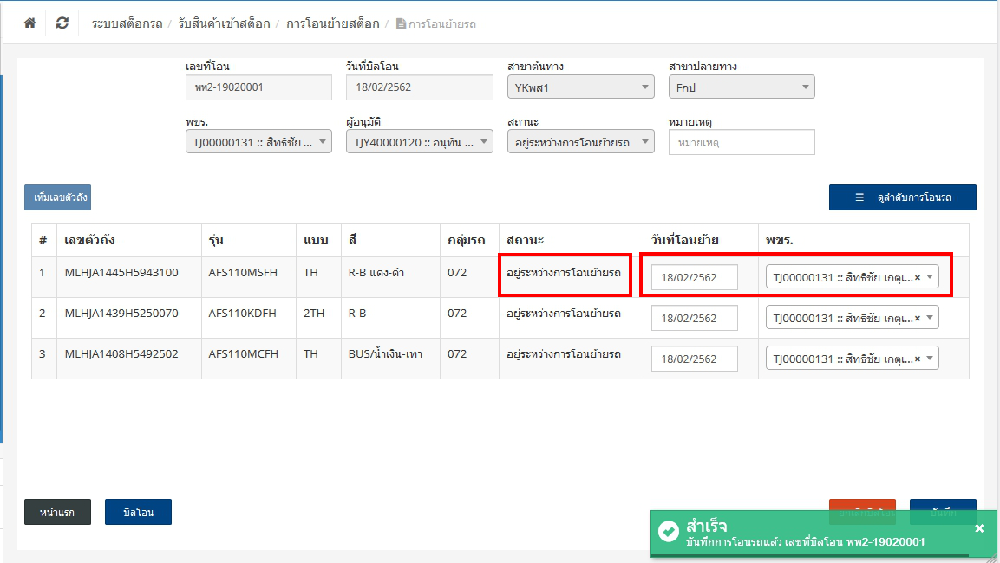 ระบบสต็อกรถ / รับสินค้าเข้าสต็อก / การโอนย้ายสต็อก / การโอนย้ายรถ
เลขที่โอน วันที่บิลโอน สาขาต้นทาง สาขาปลายทาง
พพ2-19020001 18/02/2562 YKพส1 Fกป
พขร. ผู้อนุมัติ สถานะ หมายเหตุ
TJ00000131 :: สิทธิชัย ... TJY40000120 :: อนุทิน ... อยู่ระหว่างการโอนย้ายรถ หมายเหตุ
เพิ่มเลขตัวถัง ดูลำดับการโอนรถ
# เลขตัวถัง รุ่น แบบ สี กลุ่มรถ สถานะ วันที่โอนย้าย พขร.
1 MLHJA1445H5943100 AFS110MSFH TH R-B แดง-ดำ 072 อยู่ระหว่างการโอนย้ายรถ 18/02/2562 TJ00000131 :: สิทธิชัย เกตุเ... ×
2 MLHJA1439H5250070 AFS110KDFH 2TH R-B 072 อยู่ระหว่างการโอนย้ายรถ 18/02/2562 TJ00000131 :: สิทธิชัย เกตุเ... ×
3 MLHJA1408H5492502 AFS110MCFH TH BUS/น้ำเงิน-เทา 072 อยู่ระหว่างการโอนย้ายรถ 18/02/2562 TJ00000131 :: สิทธิชัย เกตุเ... ×
หน้าแรก บิลโอน ยกเลิกบิลโอน บันทึก
สำเร็จ ×
บันทึกการโอนรถแล้ว เลขที่บิลโอน พพ2-19020001